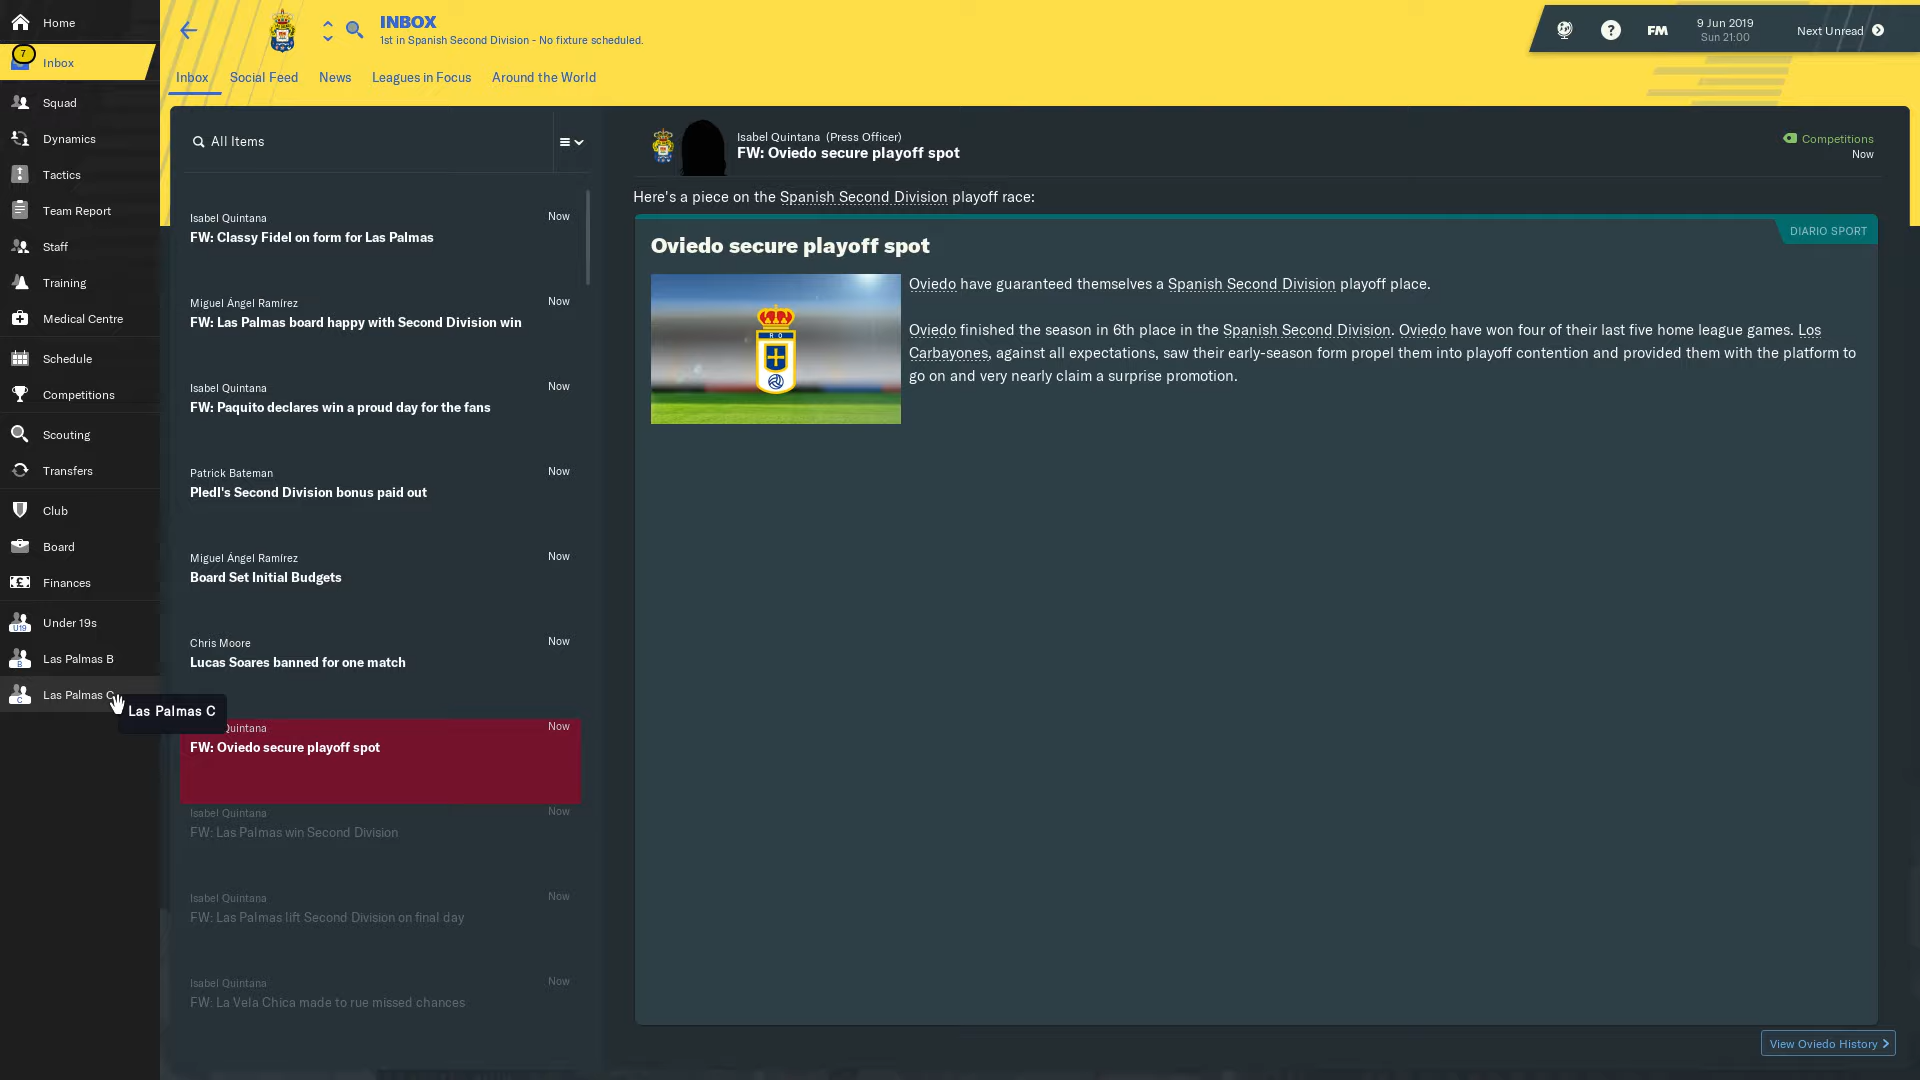 Home
7
Inbox
Squad
Dynamics
Tactics
Team Report
Staff
Training
Medical Centre
Schedule
Competitions
Scouting
Transfers
Club
Board
Finances
U19
Under 19s
B
Las Palmas B
C
Las Palmas C
Las Palmas C
INBOX
1st in Spanish Second Division - No fixture scheduled.
?
FM
9 Jun 2019
Sun 21:00
Next Unread
Inbox
Social Feed
News
Leagues in Focus
Around the World
All Items
Isabel Quintana
Now
FW: Classy Fidel on form for Las Palmas
Miguel Ángel Ramírez
Now
FW: Las Palmas board happy with Second Division win
Isabel Quintana
Now
FW: Paquito declares win a proud day for the fans
Patrick Bateman
Now
Pledl's Second Division bonus paid out
Miguel Ángel Ramírez
Now
Board Set Initial Budgets
Chris Moore
Now
Lucas Soares banned for one match
Quintana
Now
FW: Oviedo secure playoff spot
Isabel Quintana
Now
FW: Las Palmas win Second Division
Isabel Quintana
Now
FW: Las Palmas lift Second Division on final day
Isabel Quintana
Now
FW: La Vela Chica made to rue missed chances
Isabel Quintana (Press Officer)
FW: Oviedo secure playoff spot
Competitions
Now
Here's a piece on the Spanish Second Division playoff race:
DIARIO SPORT
Oviedo secure playoff spot
Oviedo have guaranteed themselves a Spanish Second Division playoff place.
Oviedo finished the season in 6th place in the Spanish Second Division. Oviedo have won four of their last five home league games. Los
Carbayones, against all expectations, saw their early-season form propel them into playoff contention and provided them with the platform to
go on and very nearly claim a surprise promotion.
View Oviedo History